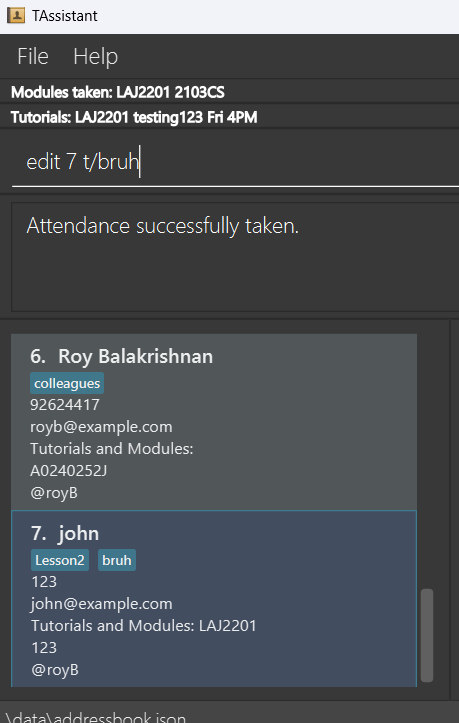 TAssistant
File Help
Modules taken: LAJ2201 2103CS
Tutorials: LAJ2201 testing123 Fri 4PM
edit 7 t/bruh
Attendance successfully taken.
6. Roy Balakrishnan
colleagues
92624417
royb@example.com
Tutorials and Modules:
A0240252J
@royB
7. john
Lesson2 bruh
123
john@example.com
Tutorials and Modules: LAJ2201
123
@royB
\data\addressbook.json